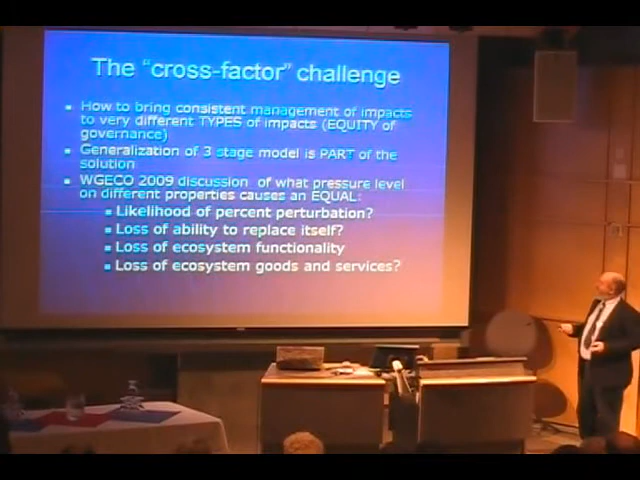 The "cross-factor" challenge
How to bring consistent management of impacts
to very different TYPES of impacts (EQUITY of
governance)
Generalization of 3 stage model is PART of the
solution
WGECO 2009 discussion of what pressure level
on different properties causes an EQUAL:
Likelihood of percent perturbation?
Loss of ability to replace itself?
Loss of ecosystem functionality
Loss of ecosystem goods and services?